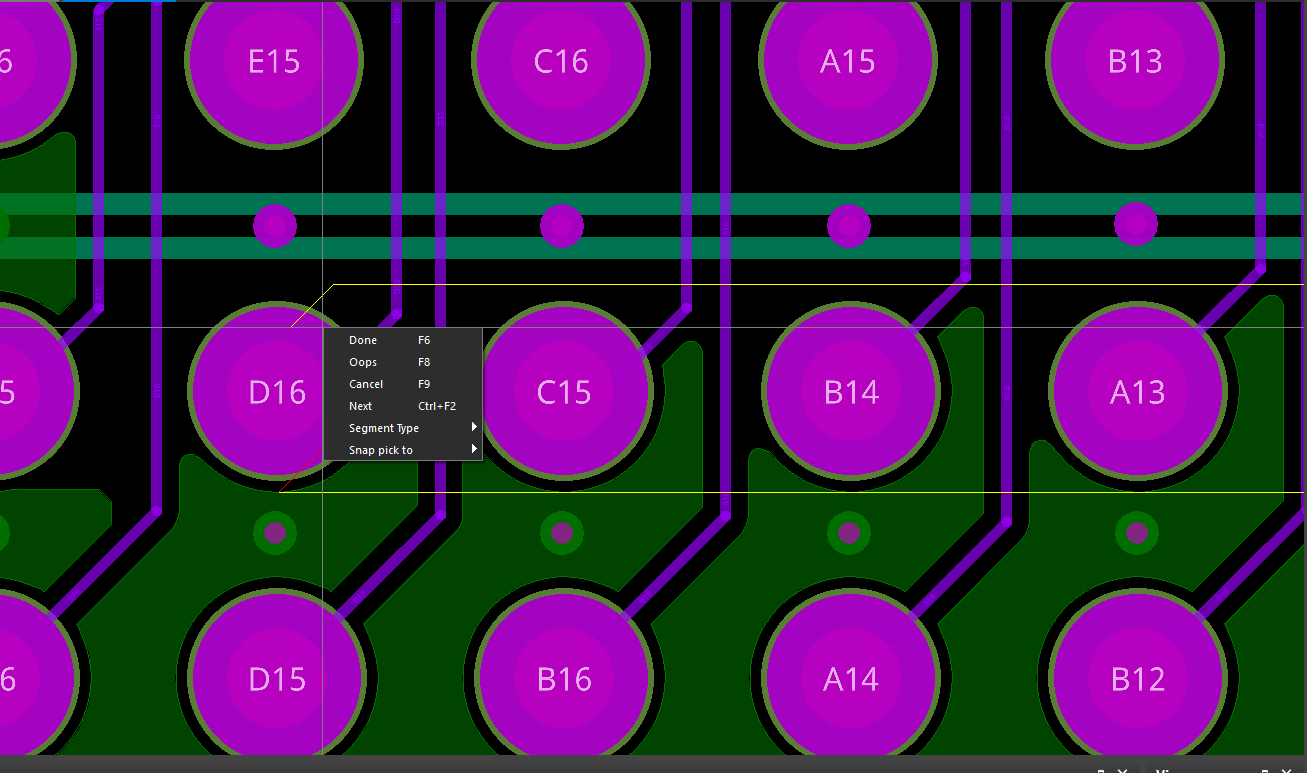 6 E15 C16 A15 B13
5 D16 C15 B14 A13
Done F6
Oops F8
Cancel F9
Next Ctrl+F2
Segment Type
Snap pick to
6 D15 B16 A14 B12